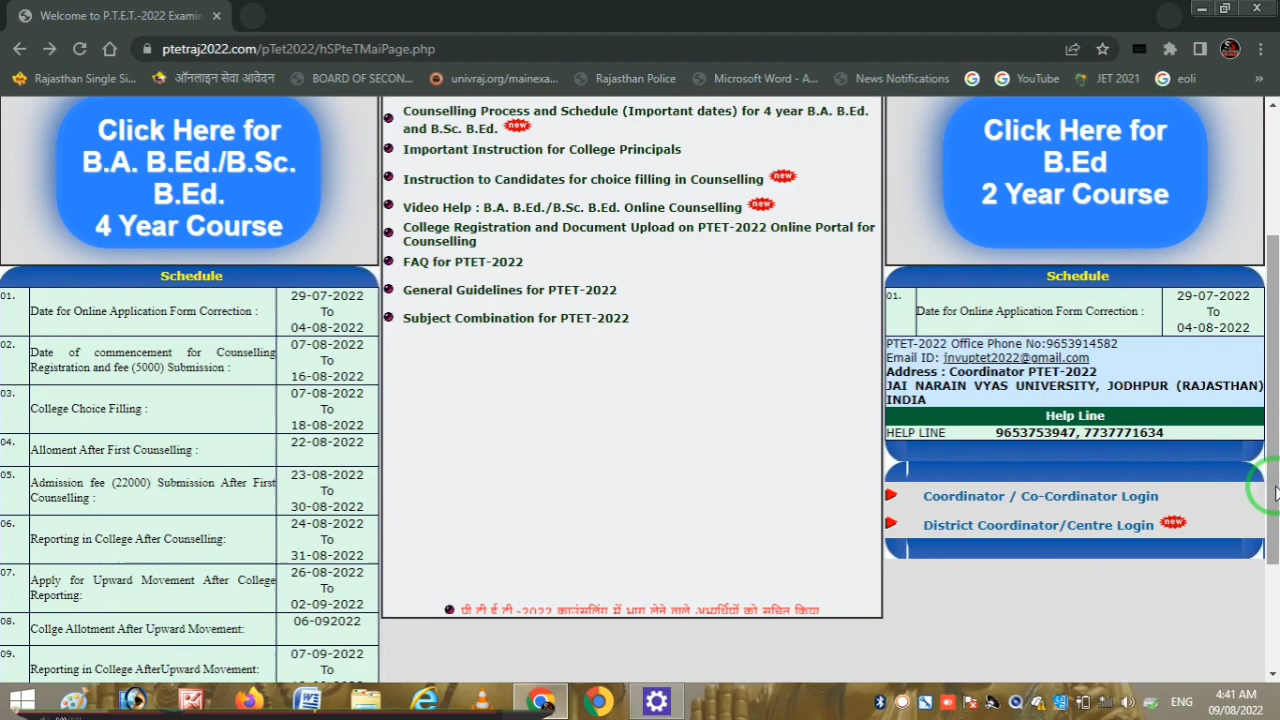 Welcome to P.T.E.T.-2022 Examin
ptetraj2022.com/pTet2022/hSPteTMaiPage.php
Rajasthan Single Si...
ऑनलाइन सेवा आवेदन
BOARD OF SECON...
univraj.org/mainexa...
Rajasthan Police
Microsoft Word - A...
News Notifications
YouTube
JET 2021
eoli
»
Click Here for
B.A. B.Ed./B.Sc.
B.Ed.
4 Year Course
Schedule
01. Date for Online Application Form Correction : 29-07-2022
To
04-08-2022
02. Date of commencement for Counselling
Registration and fee (5000) Submission :
07-08-2022
To
16-08-2022
03. College Choice Filling :
07-08-2022
To
18-08-2022
04. Alloment After First Counselling :
22-08-2022
05. Admission fee (22000) Submission After First
Counselling :
23-08-2022
To
30-08-2022
06. Reporting in College After Counselling:
24-08-2022
To
31-08-2022
07. Apply for Upward Movement After College
Reporting:
26-08-2022
To
02-09-2022
08. Collge Allotment After Upward Movement:
06-092022
09. Reporting in College AfterUpward Movement:
07-09-2022
To
Counselling Process and Schedule (Important dates) for 4 year B.A. B.Ed.
and B.Sc. B.Ed. new
Important Instruction for College Principals
Instruction to Candidates for choice filling in Counselling new
Video Help : B.A. B.Ed./B.Sc. B.Ed. Online Counselling new
College Registration and Document Upload on PTET-2022 Online Portal for
Counselling
FAQ for PTET-2022
General Guidelines for PTET-2022
Subject Combination for PTET-2022
पी टी ई टी -2022 काउंसलिंग में भाग लेने वाले अभ्यर्थियों को सूचित किया
Click Here for
B.Ed
2 Year Course
Schedule
01. Date for Online Application Form Correction :
29-07-2022
To
04-08-2022
PTET-2022 Office Phone No:9653914582
Email ID: jnvuptet2022@gmail.com
Address : Coordinator PTET-2022
JAI NARAIN VYAS UNIVERSITY, JODHPUR (RAJASTHAN)
INDIA
Help Line
HELP LINE 9653753947, 7737771634
Coordinator / Co-Cordinator Login
District Coordinator/Centre Login new
ENG
4:41 AM
09/08/2022